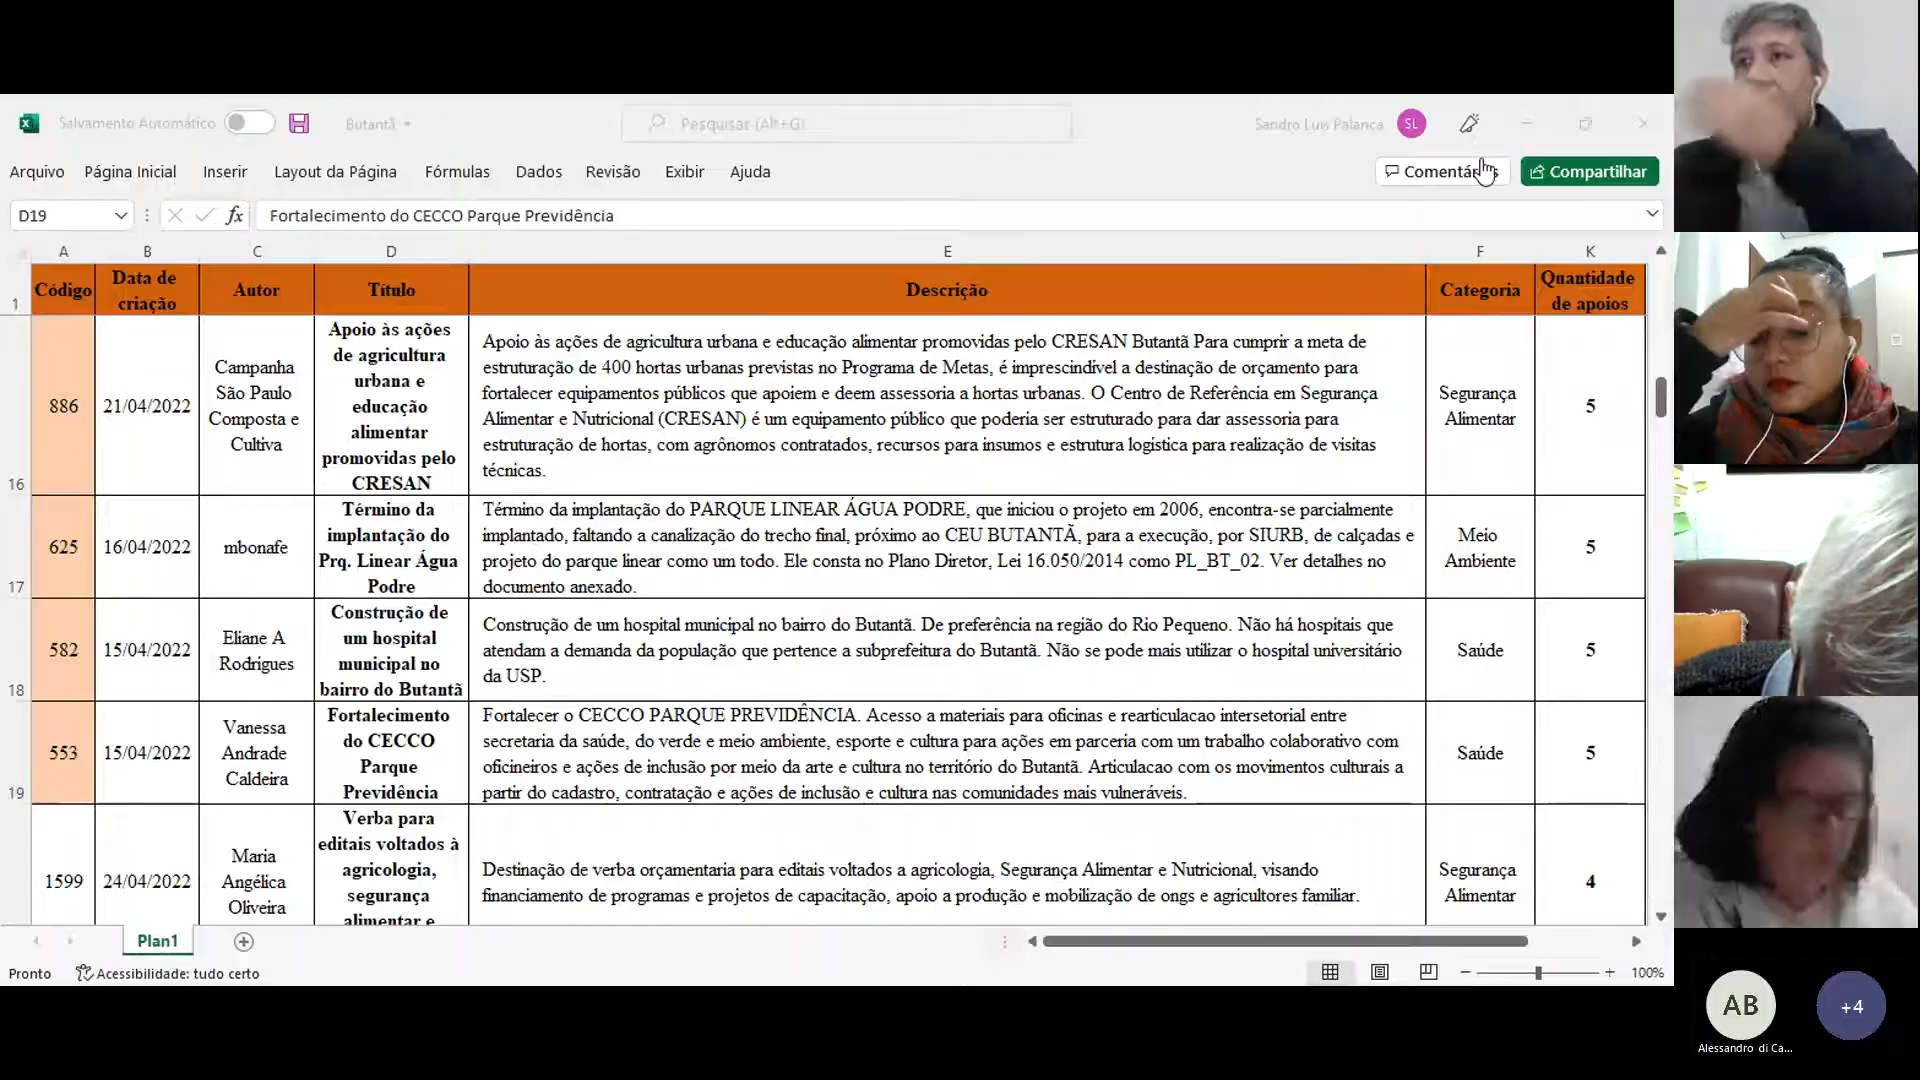 Salvamento Automático
Butantã
Pesquisar (Alt+G)
Sandro Luis Palanca
SL
Arquivo
Página Inicial
Inserir
Layout da Página
Fórmulas
Dados
Revisão
Exibir
Ajuda
Compartilhar
D19
fx
Fortalecimento do CECCO Parque Previdência
A B C D E F K
1
Código
Data de
criação
Autor
Título
Descrição
Categoria
Quantidade
de apoios
16
886
21/04/2022
Campanha
São Paulo
Composta e
Cultiva
Apoio às ações
de agricultura
urbana e
educação
alimentar
promovidas pelo
CRESAN
Apoio às ações de agricultura urbana e educação alimentar promovidas pelo CRESAN Butantã Para cumprir a meta de
estruturação de 400 hortas urbanas previstas no Programa de Metas, é imprescindível a destinação de orçamento para
fortalecer equipamentos públicos que apoiem e deem assessoria a hortas urbanas. O Centro de Referência em Segurança
Alimentar e Nutricional (CRESAN) é um equipamento público que poderia ser estruturado para dar assessoria para
estruturação de hortas, com agrônomos contratados, recursos para insumos e estrutura logistica para realização de visitas
técnicas.
Segurança
Alimentar
5
17
625
16/04/2022
mbonafe
Término da
implantação do
Prq. Linear Água
Podre
Término da implantação do PARQUE LINEAR ÁGUA PODRE, que iniciou o projeto em 2006, encontra-se parcialmente
implantado, faltando a canalização do trecho final, próximo ao CEU BUTANTÃ, para a execução, por SIURB, de calçadas e
projeto do parque linear como um todo. Ele consta no Plano Diretor, Lei 16.050/2014 como PL_BT_02. Ver detalhes no
documento anexado.
Meio
Ambiente
5
18
582
15/04/2022
Eliane A
Rodrigues
Construção de
um hospital
municipal no
bairro do Butantã
Construção de um hospital municipal no bairro do Butantã. De preferência na região do Rio Pequeno. Não há hospitais que
atendam a demanda da população que pertence a subprefeitura do Butantã. Não se pode mais utilizar o hospital universitário
da USP.
Saúde
5
19
553
15/04/2022
Vanessa
Andrade
Caldeira
Fortalecimento
do CECCO
Parque
Previdência
Fortalecer o CECCO PARQUE PREVIDÊNCIA. Acesso a materiais para oficinas e rearticulacao intersetorial entre
secretaria da saúde, do verde e meio ambiente, esporte e cultura para ações em parceria com um trabalho colaborativo com
oficineiros e ações de inclusão por meio da arte e cultura no território do Butantã. Articulacao com os movimentos culturais a
partir do cadastro, contratação e ações de inclusão e cultura nas comunidades mais vulneráveis.
Saúde
5
1599
24/04/2022
Maria
Angélica
Oliveira
Verba para
editais voltados à
agricologia,
segurança
alimentar e
Destinação de verba orçamentaria para editais voltados a agricologia, Segurança Alimentar e Nutricional, visando
financiamento de programas e projetos de capacitação, apoio a produção e mobilização de ongs e agricultores familiar.
Segurança
Alimentar
4
Plan1
Pronto
Acessibilidade: tudo certo
100%
AB
+4
Alessandro di Ca...